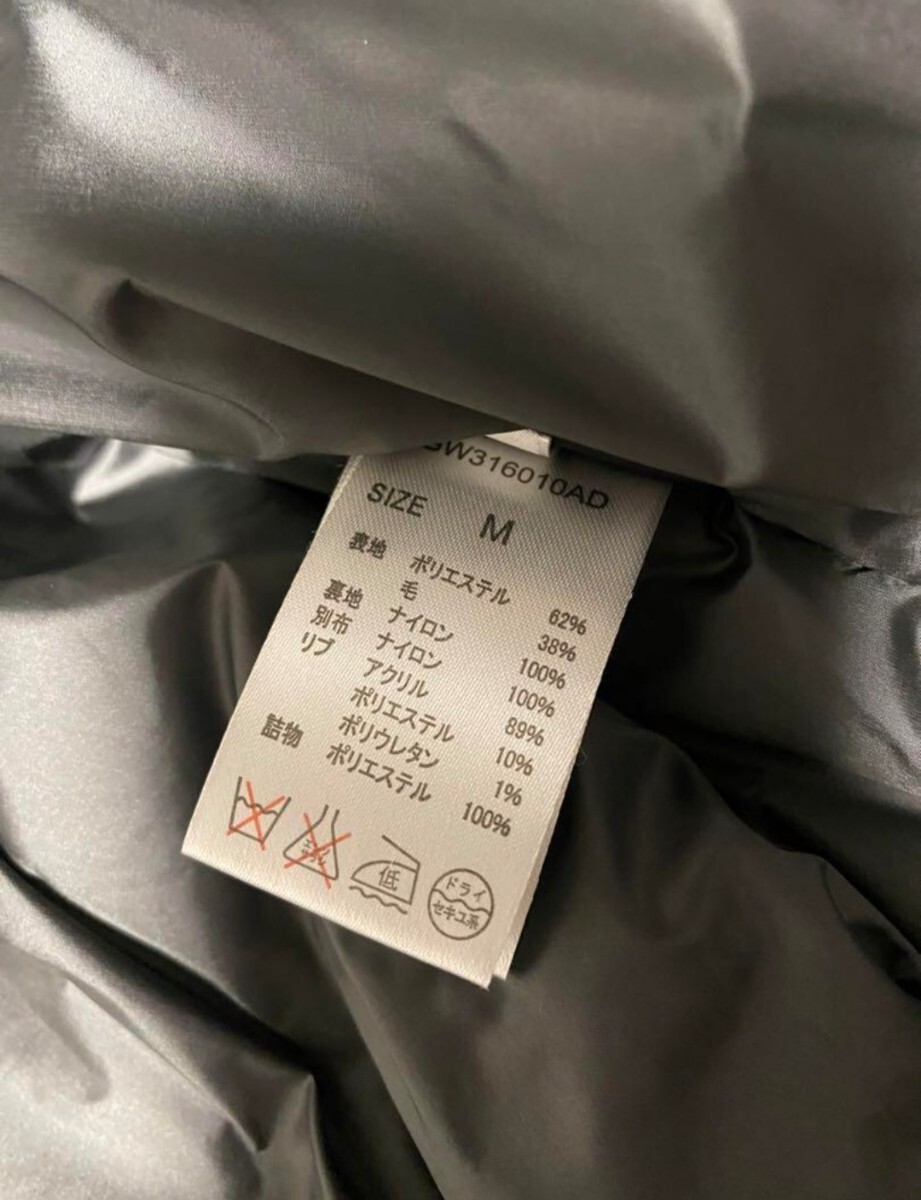 GW316010AD
SIZE M
表地 ポリエステル 62%
毛 38%
裏地 ナイロン 100%
別布 ナイロン 100%
リブ アクリル 89%
ポリエステル 10%
ポリウレタン 1%
詰物 ポリエステル 100%
低
ドライ
セキユ系